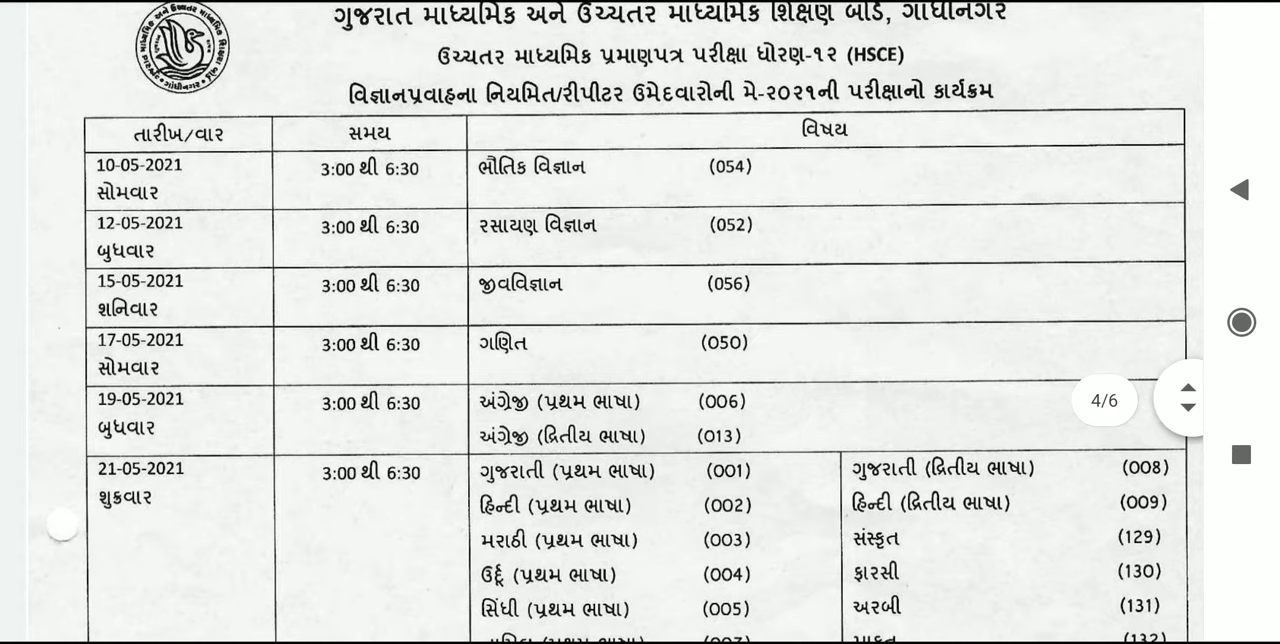 ગુજરાત માધ્યમિક અને ઉચ્ચતર માધ્યમિક શિક્ષણ બોર્ડ, ગાંધીનગર
ઉચ્ચતર માધ્યમિક પ્રમાણપત્ર પરીક્ષા ધોરણ-૧૨ (HSCE)
વિજ્ઞાનપ્રવાહના નિયમિત/રીપીટર ઉમેદવારોની મે-૨૦૨૧ની પરીક્ષાનો કાર્યક્રમ
તારીખ/વાર સમય વિષય
10-05-2021 3:00 થી 6:30 ભૌતિક વિજ્ઞાન (054)
સોમવાર
12-05-2021 3:00 થી 6:30 રસાયણ વિજ્ઞાન (052)
બુધવાર
15-05-2021 3:00 થી 6:30 જીવવિજ્ઞાન (056)
શનિવાર
17-05-2021 3:00 થી 6:30 ગણિત (050)
સોમવાર
19-05-2021 3:00 થી 6:30 અંગ્રેજી (પ્રથમ ભાષા) (006)
બુધવાર અંગ્રેજી (દ્વિતીય ભાષા) (013)
4/6
21-05-2021 3:00 થી 6:30 ગુજરાતી (પ્રથમ ભાષા) (001) ગુજરાતી (દ્વિતીય ભાષા) (008)
શુક્રવાર હિન્દી (પ્રથમ ભાષા) (002) હિન્દી (દ્વિતીય ભાષા) (009)
મરાઠી (પ્રથમ ભાષા) (003) સંસ્કૃત (129)
ઉર્દૂ (પ્રથમ ભાષા) (004) ફારસી (130)
સિંધી (પ્રથમ ભાષા) (005) અરબી (131)